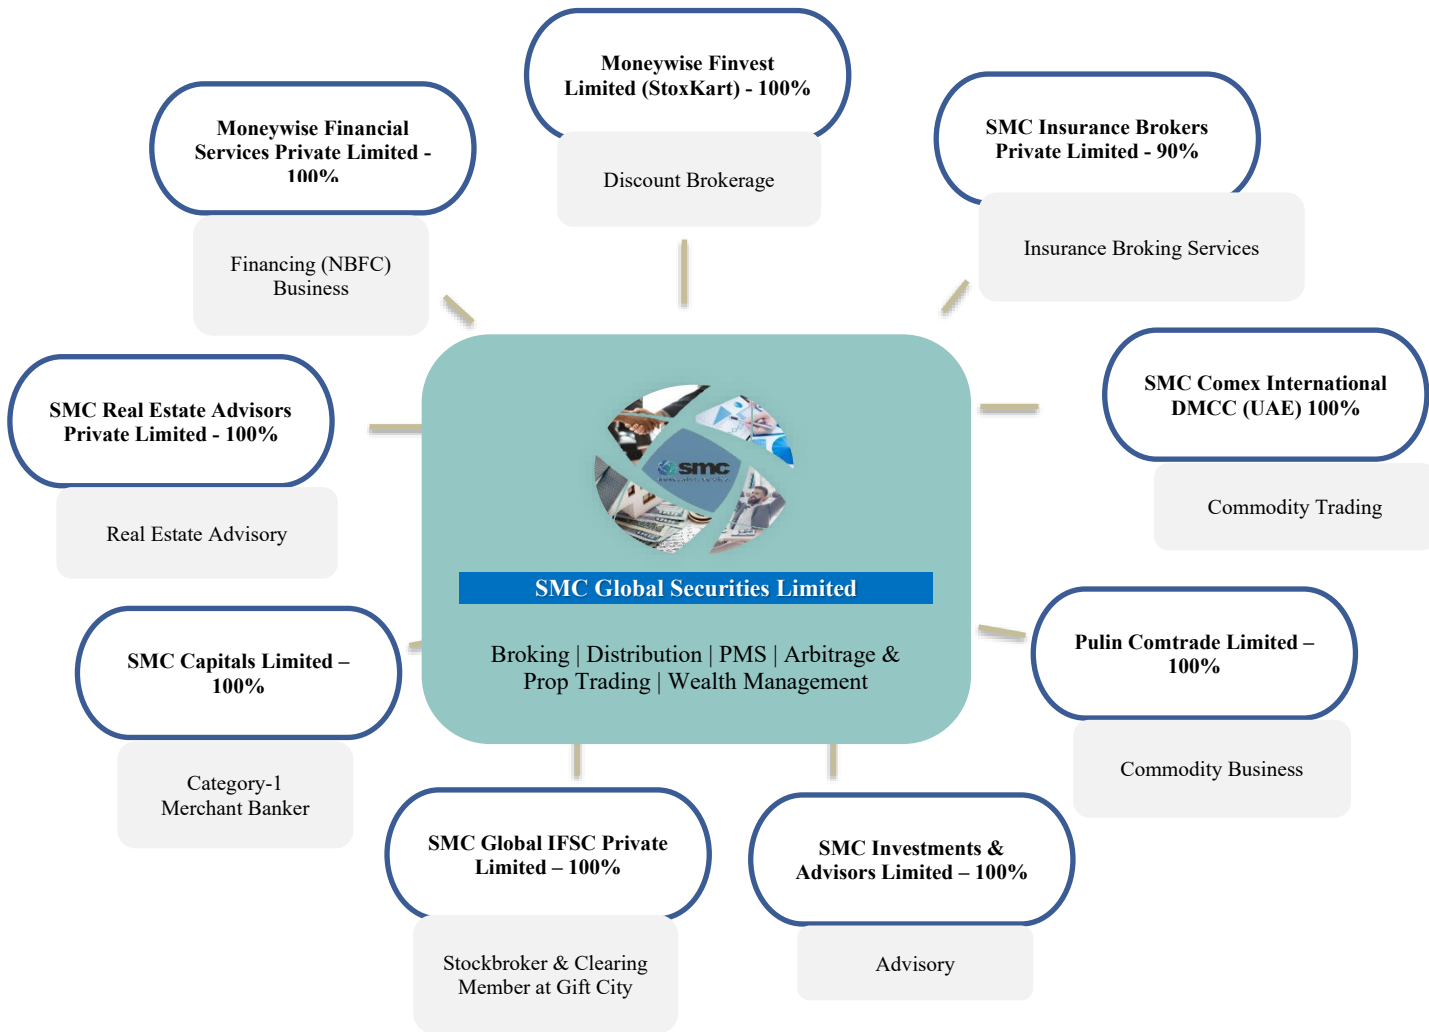 Moneywise Finvest
Limited (StoxKart) - 100%
Discount Brokerage
Moneywise Financial
Services Private Limited -
100%
Financing (NBFC)
Business
SMC Insurance Brokers
Private Limited - 90%
Insurance Broking Services
SMC Real Estate Advisors
Private Limited - 100%
Real Estate Advisory
SMC Comex International
DMCC (UAE) 100%
Commodity Trading
smc
SMC Global Securities Limited
Broking | Distribution | PMS | Arbitrage &
Prop Trading | Wealth Management
SMC Capitals Limited –
100%
Category-1
Merchant Banker
Pulin Comtrade Limited –
100%
Commodity Business
SMC Global IFSC Private
Limited – 100%
Stockbroker & Clearing
Member at Gift City
SMC Investments &
Advisors Limited – 100%
Advisory